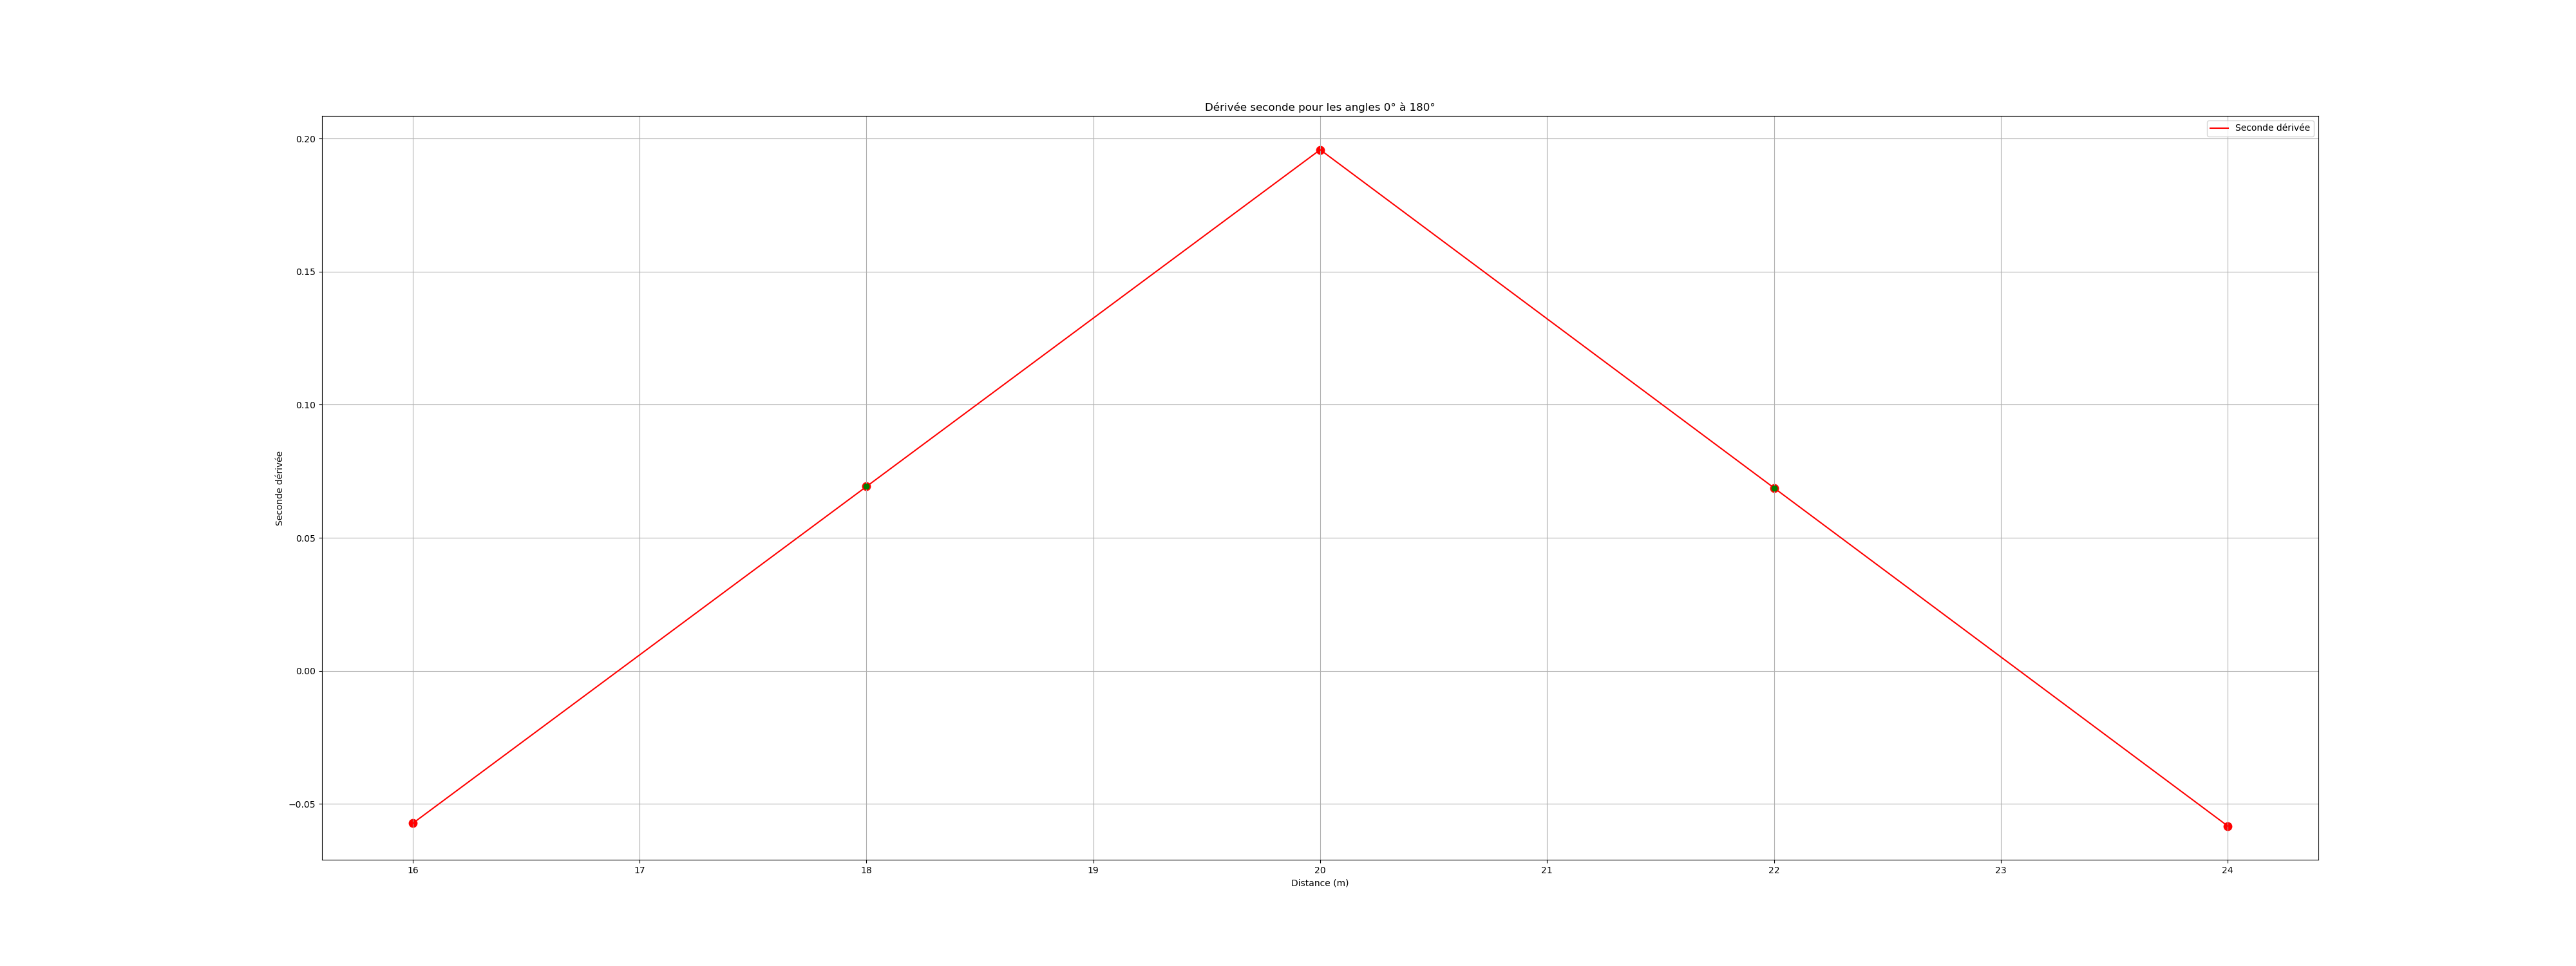 Dérivée seconde pour les angles 0° à 180°
Seconde dérivée
0.20
0.15
0.10
0.05
0.00
−0.05
Seconde dérivée
16 17 18 19 20 21 22 23 24
Distance (m)